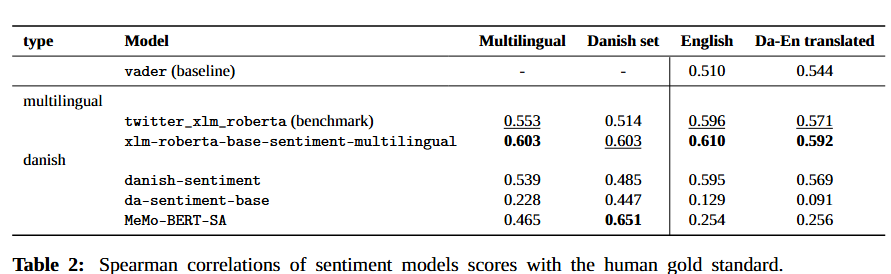 type Model Multilingual Danish set English Da-En translated
vader (baseline) - - 0.510 0.544
multilingual
twitter_xlm_roberta (benchmark) 0.553 0.514 0.596 0.571
xlm-roberta-base-sentiment-multilingual 0.603 0.603 0.610 0.592
danish
danish-sentiment 0.539 0.485 0.595 0.569
da-sentiment-base 0.228 0.447 0.129 0.091
MeMo-BERT-SA 0.465 0.651 0.254 0.256
Table 2: Spearman correlations of sentiment models scores with the human gold standard.